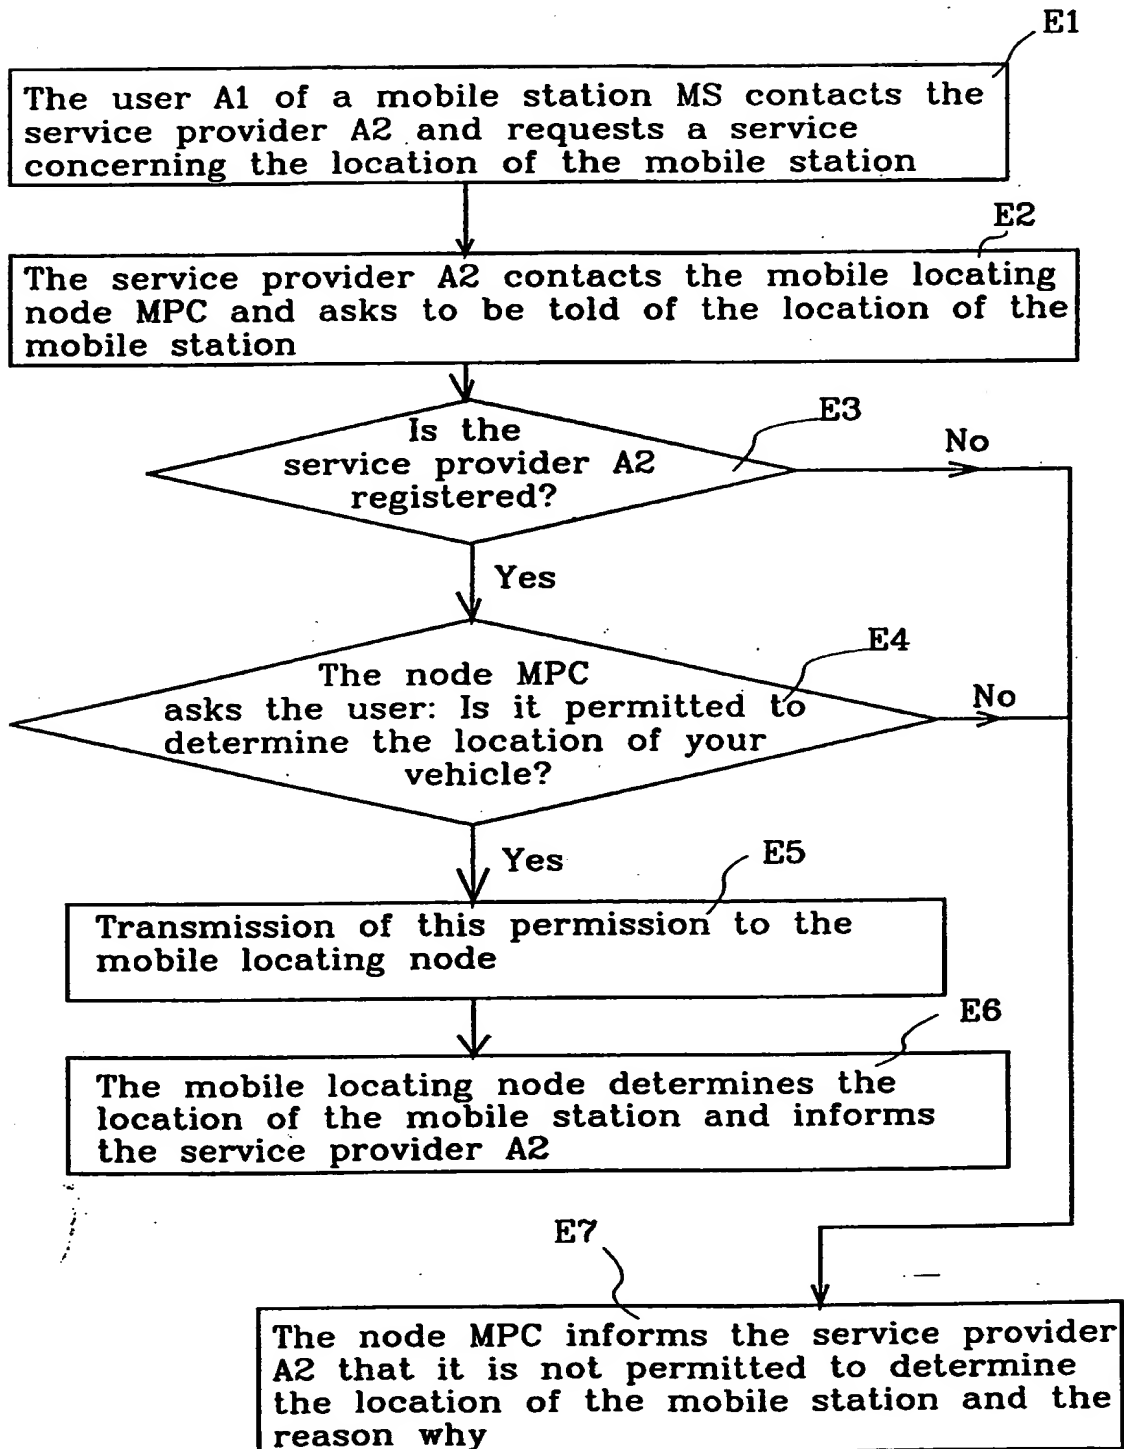 E1
The user A1 of a mobile station MS contacts the
service provider A2 and requests a service
concerning the location of the mobile station
E2
The service provider A2 contacts the mobile locating
node MPC and asks to be told of the location of the
mobile station
E3
Is the
service provider A2
registered?
No
Yes
E4
The node MPC
asks the user: Is it permitted to
determine the location of your
vehicle?
No
Yes
E5
Transmission of this permission to the
mobile locating node
E6
The mobile locating node determines the
location of the mobile station and informs
the service provider A2
E7
The node MPC informs the service provider
A2 that it is not permitted to determine
the location of the mobile station and the
reason why